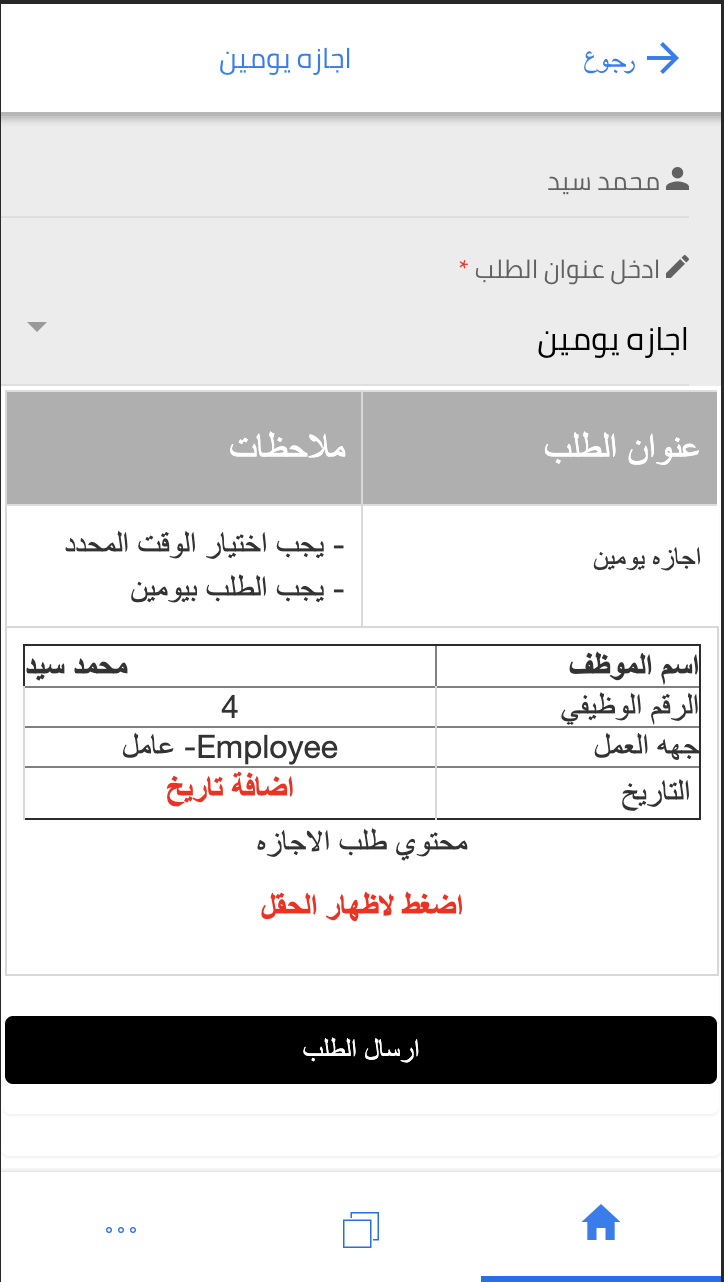 رجوع
اجازه يومين
محمد سيد
ادخل عنوان الطلب *
اجازه يومين
عنوان الطلب
ملاحظات
اجازه يومين
- يجب اختيار الوقت المحدد
- يجب الطلب بيومين
اسم الموظف
محمد سيد
الرقم الوظيفي
4
جهه العمل
Employee- عامل
التاريخ
اضافة تاريخ
محتوي طلب الاجازه
اضغط لاظهار الحقل
ارسال الطلب